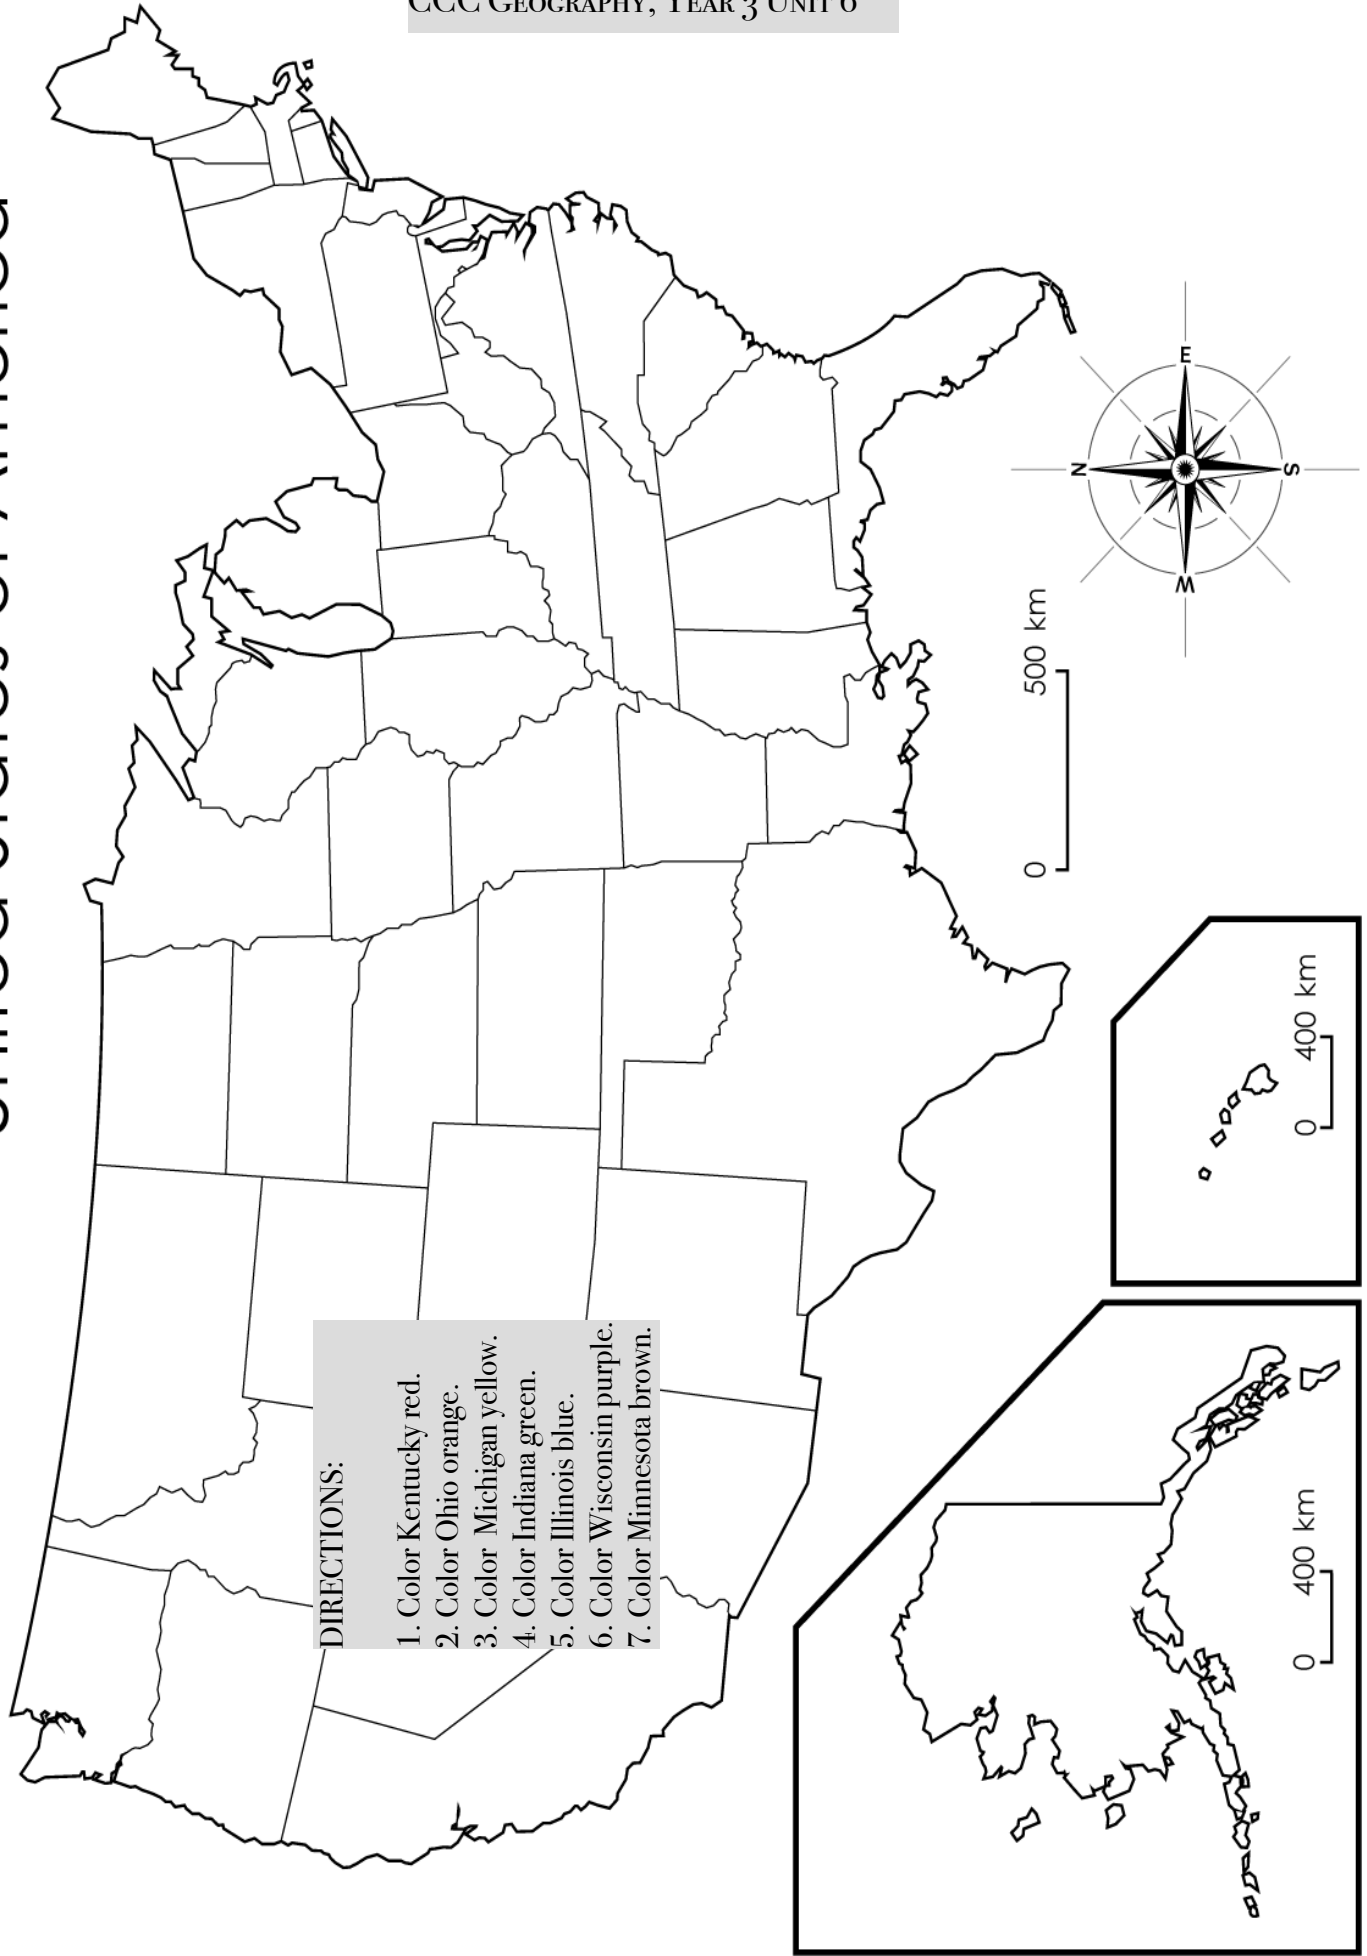 United States of America
CCC Geography, Year 3 Unit 6
DIRECTIONS:
1. Color Kentucky red.
2. Color Ohio orange.
3. Color Michigan yellow.
4. Color Indiana green.
5. Color Illinois blue.
6. Color Wisconsin purple.
7. Color Minnesota brown.
N
E
S
W
0 500 km
0 400 km
0 400 km